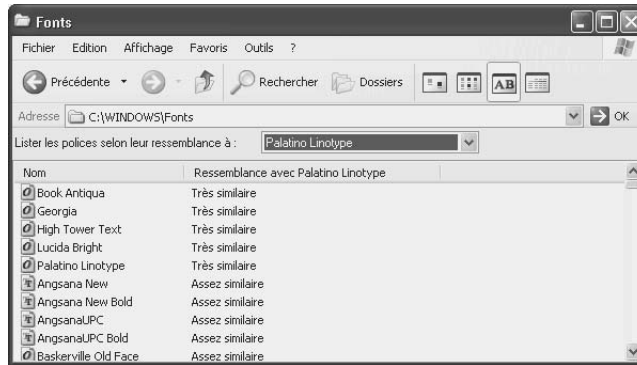 Fonts
Fichier Edition Affichage Favoris Outils ?
Précédente Rechercher Dossiers AB
Adresse C:\WINDOWS\Fonts OK
Lister les polices selon leur ressemblance à : Palatino Linotype
Nom Ressemblance avec Palatino Linotype
Book Antiqua Très similaire
Georgia Très similaire
High Tower Text Très similaire
Lucida Bright Très similaire
Palatino Linotype Très similaire
Angsana New Assez similaire
Angsana New Bold Assez similaire
AngsanaUPC Assez similaire
AngsanaUPC Bold Assez similaire
Baskerville Old Face Assez similaire